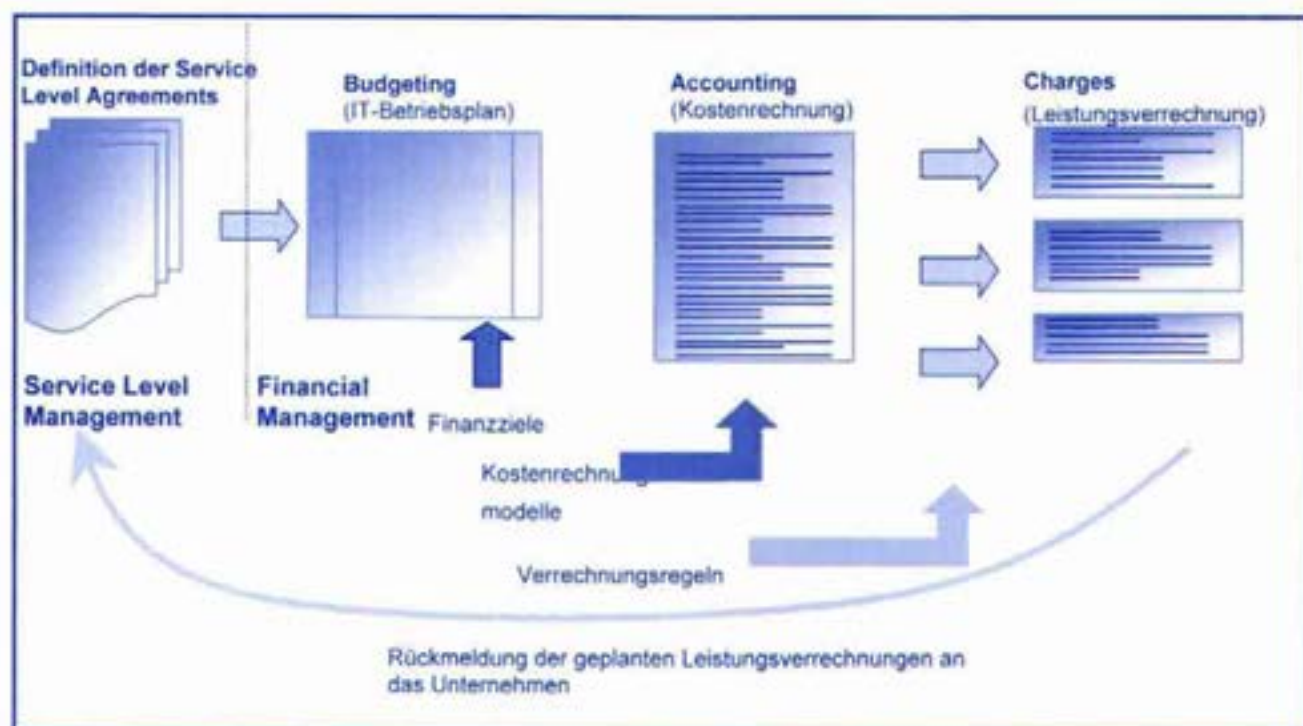 Definition der Service
Level Agreements
Budgeting
(IT-Betriebsplan)
Accounting
(Kostenrechnung)
Charges
(Leistungsverrechnung)
Service Level
Management
Financial
Management
Finanzziele
Kostenrechnung
modelle
Verrechnungsregeln
Rückmeldung der geplanten Leistungsverrechnungen an
das Unternehmen